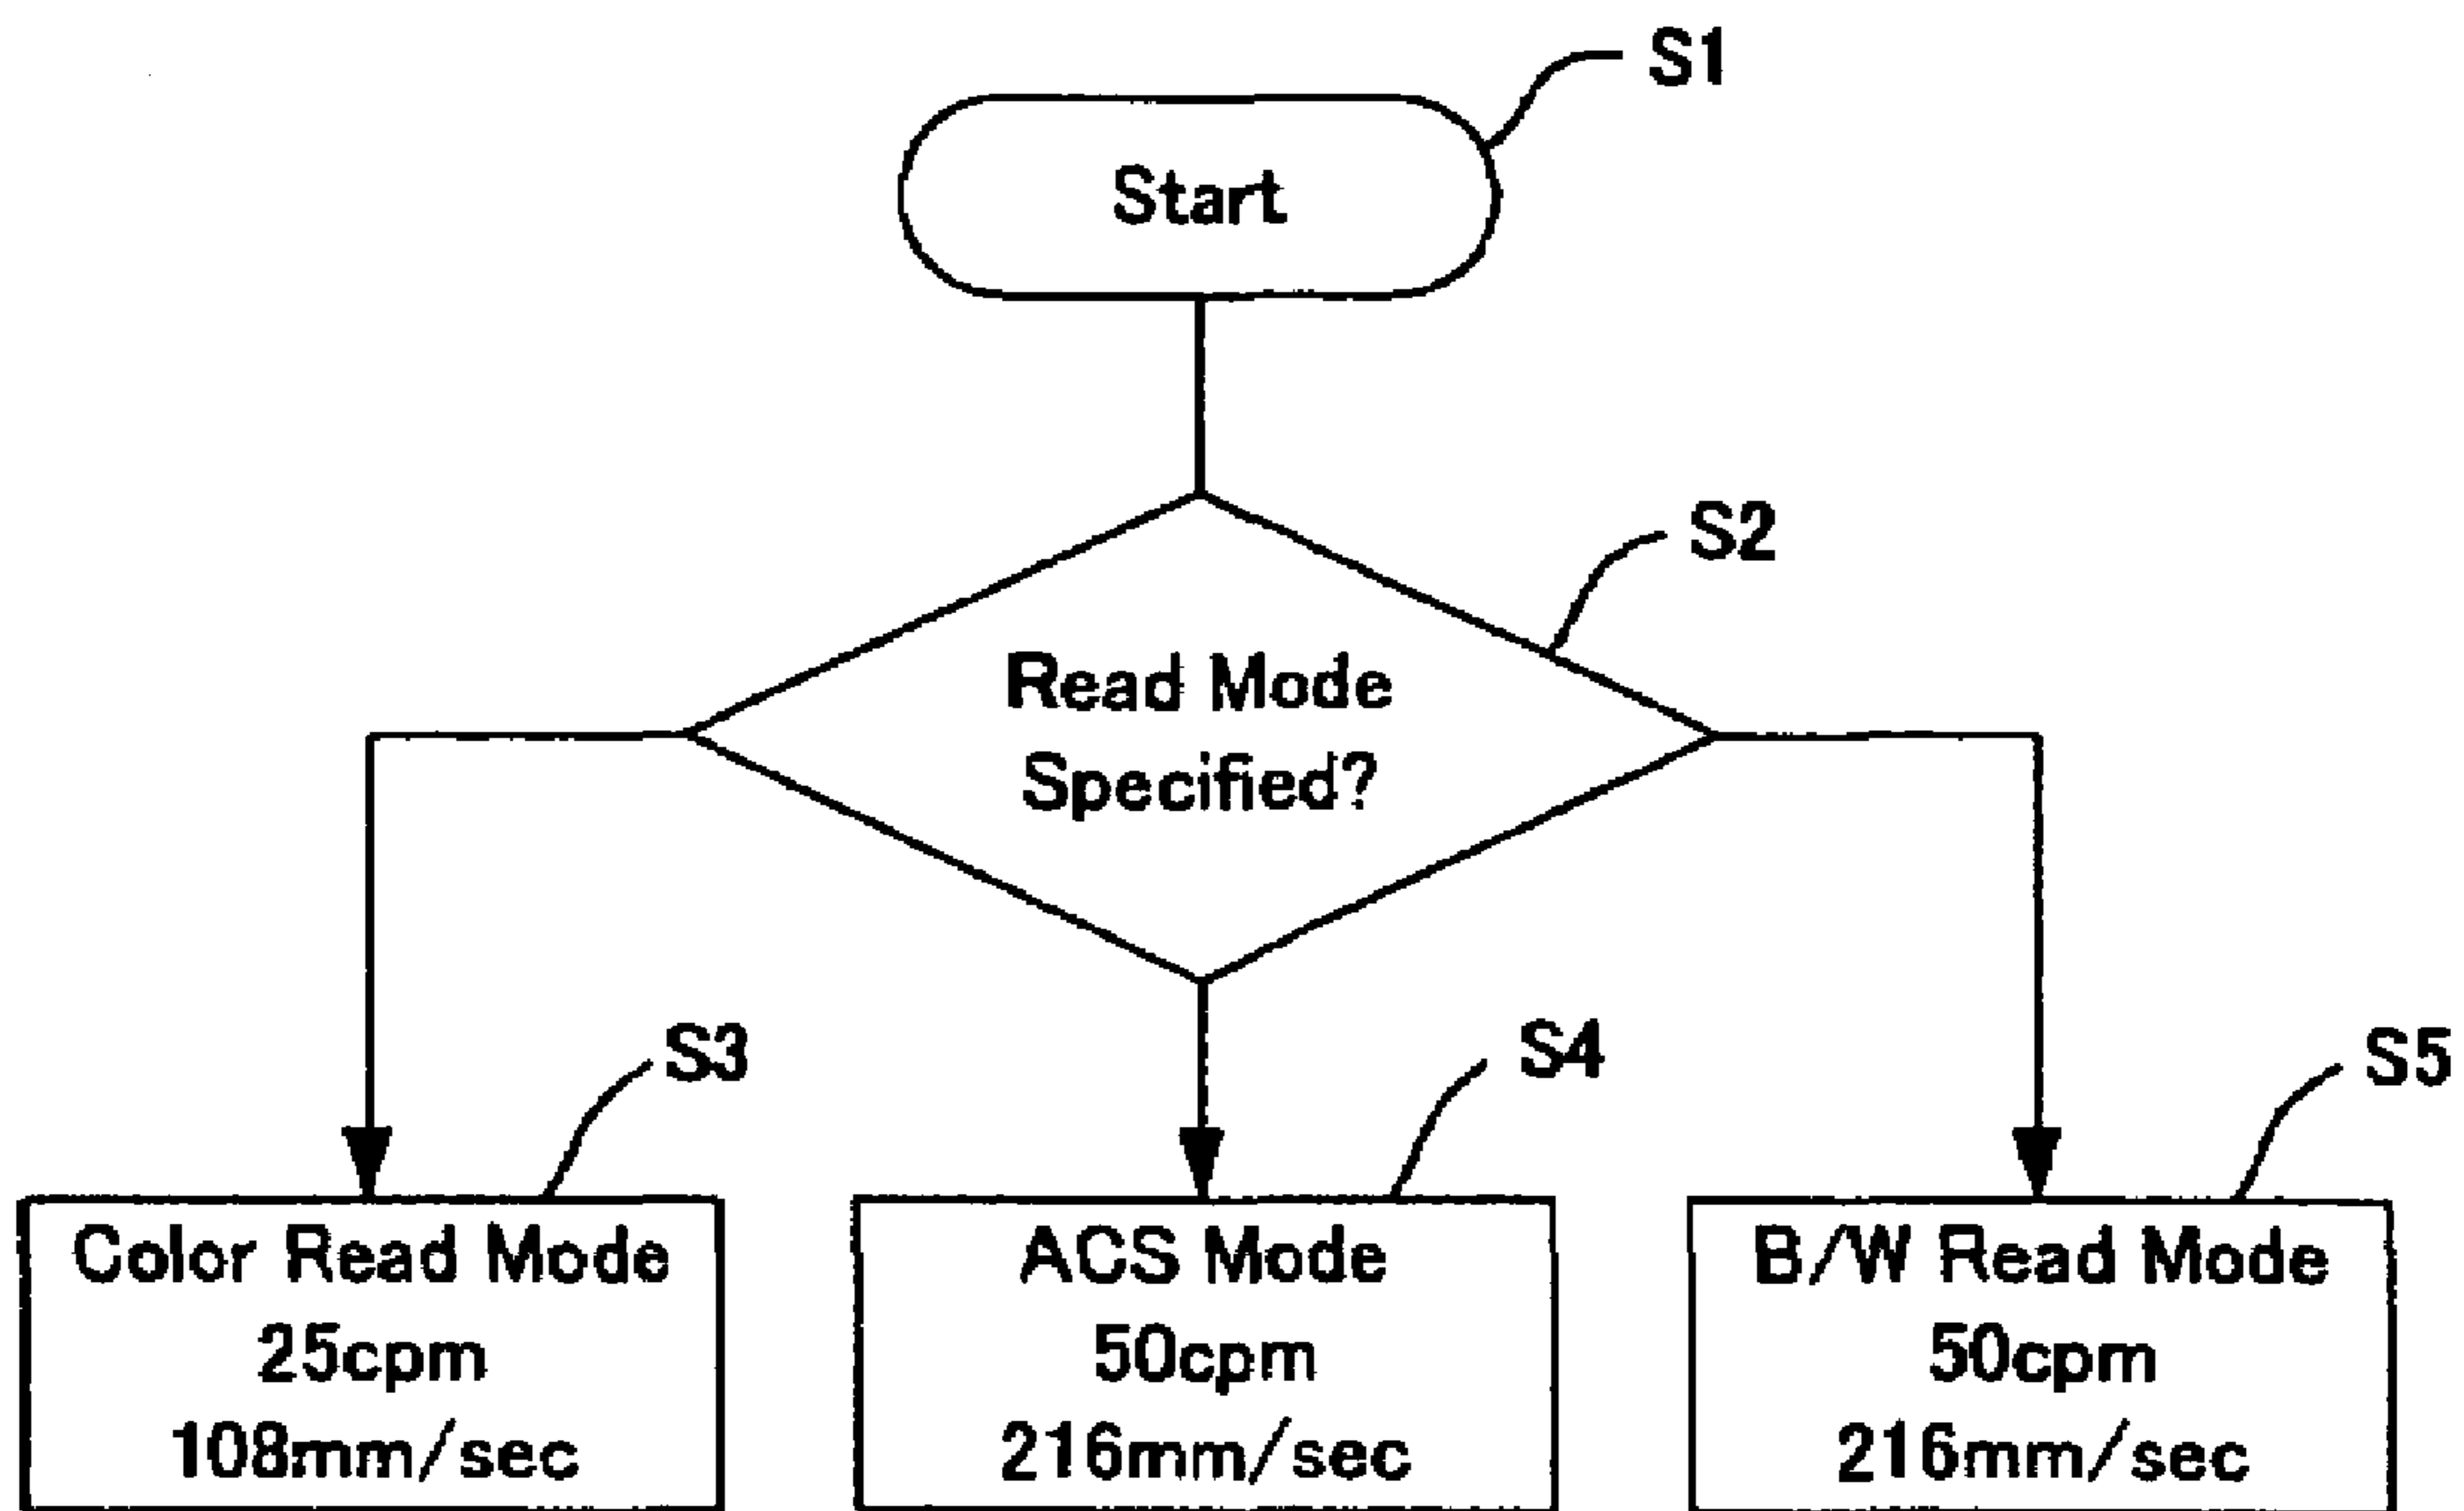 S1
Start
S2
Read Mode
Specified?
S3
S4
S5
Color Read Mode
25cpm
108mm/sec
ACS Mode
50cpm
216mm/sec
B/W Read Mode
50cpm
216mm/sec